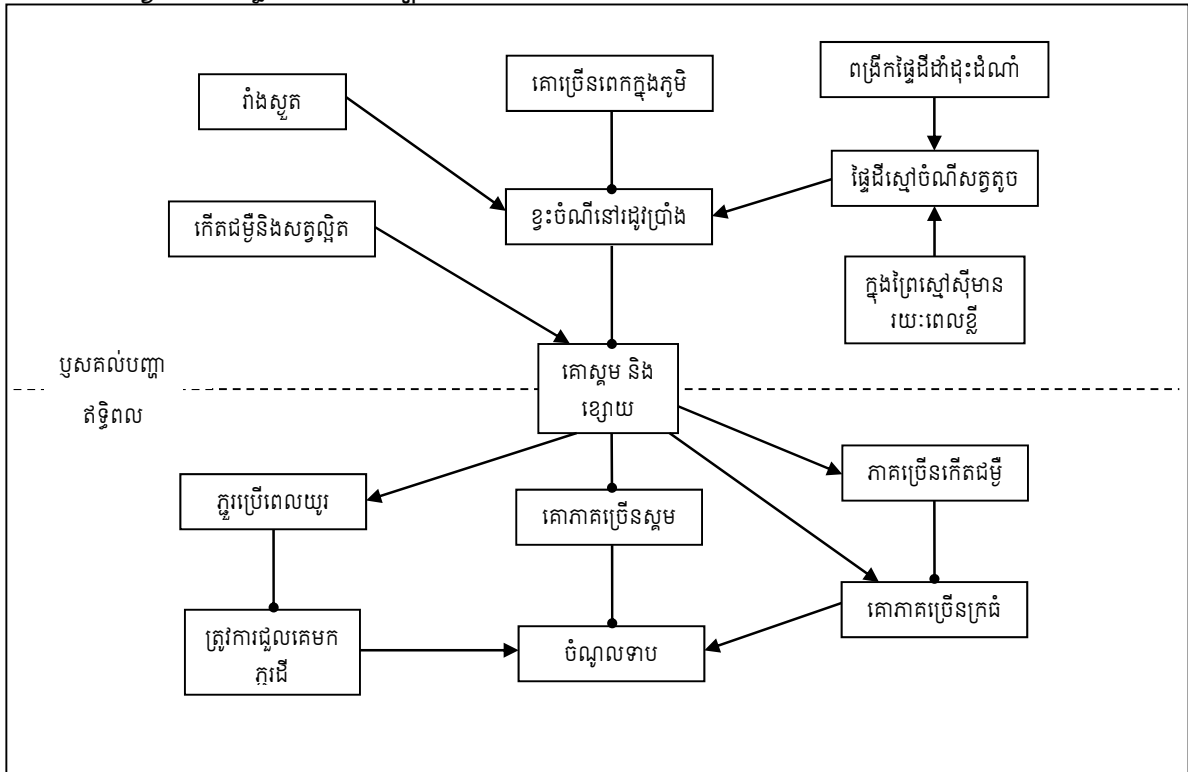 ពង្រីកផ្ទៃដីដាំដុះដំណាំ
គោច្រើនពេកក្នុងភូមិ
រាំងស្ងួត
ផ្ទៃដីស្មៅចំណីសត្វតូច
ខ្វះចំណីនៅរដូវប្រាំង
កើតជម្ងឺនិងសត្វល្អិត
ក្នុងព្រៃស្មៅស៊ីមាន
រយៈពេលខ្លី
ប្ញសគល់បញ្ហា
គោស្គម និង
ខ្សោយ
ឥទ្ធិពល
ភាគច្រើនកើតជម្ងឺ
ភ្ជួរប្រើពេលយូរ
គោភាគច្រើនស្គម
គោភាគច្រើនក្រធំ
ត្រូវការជួលគេមក
ភ្ជួរដី
ចំណូលទាប